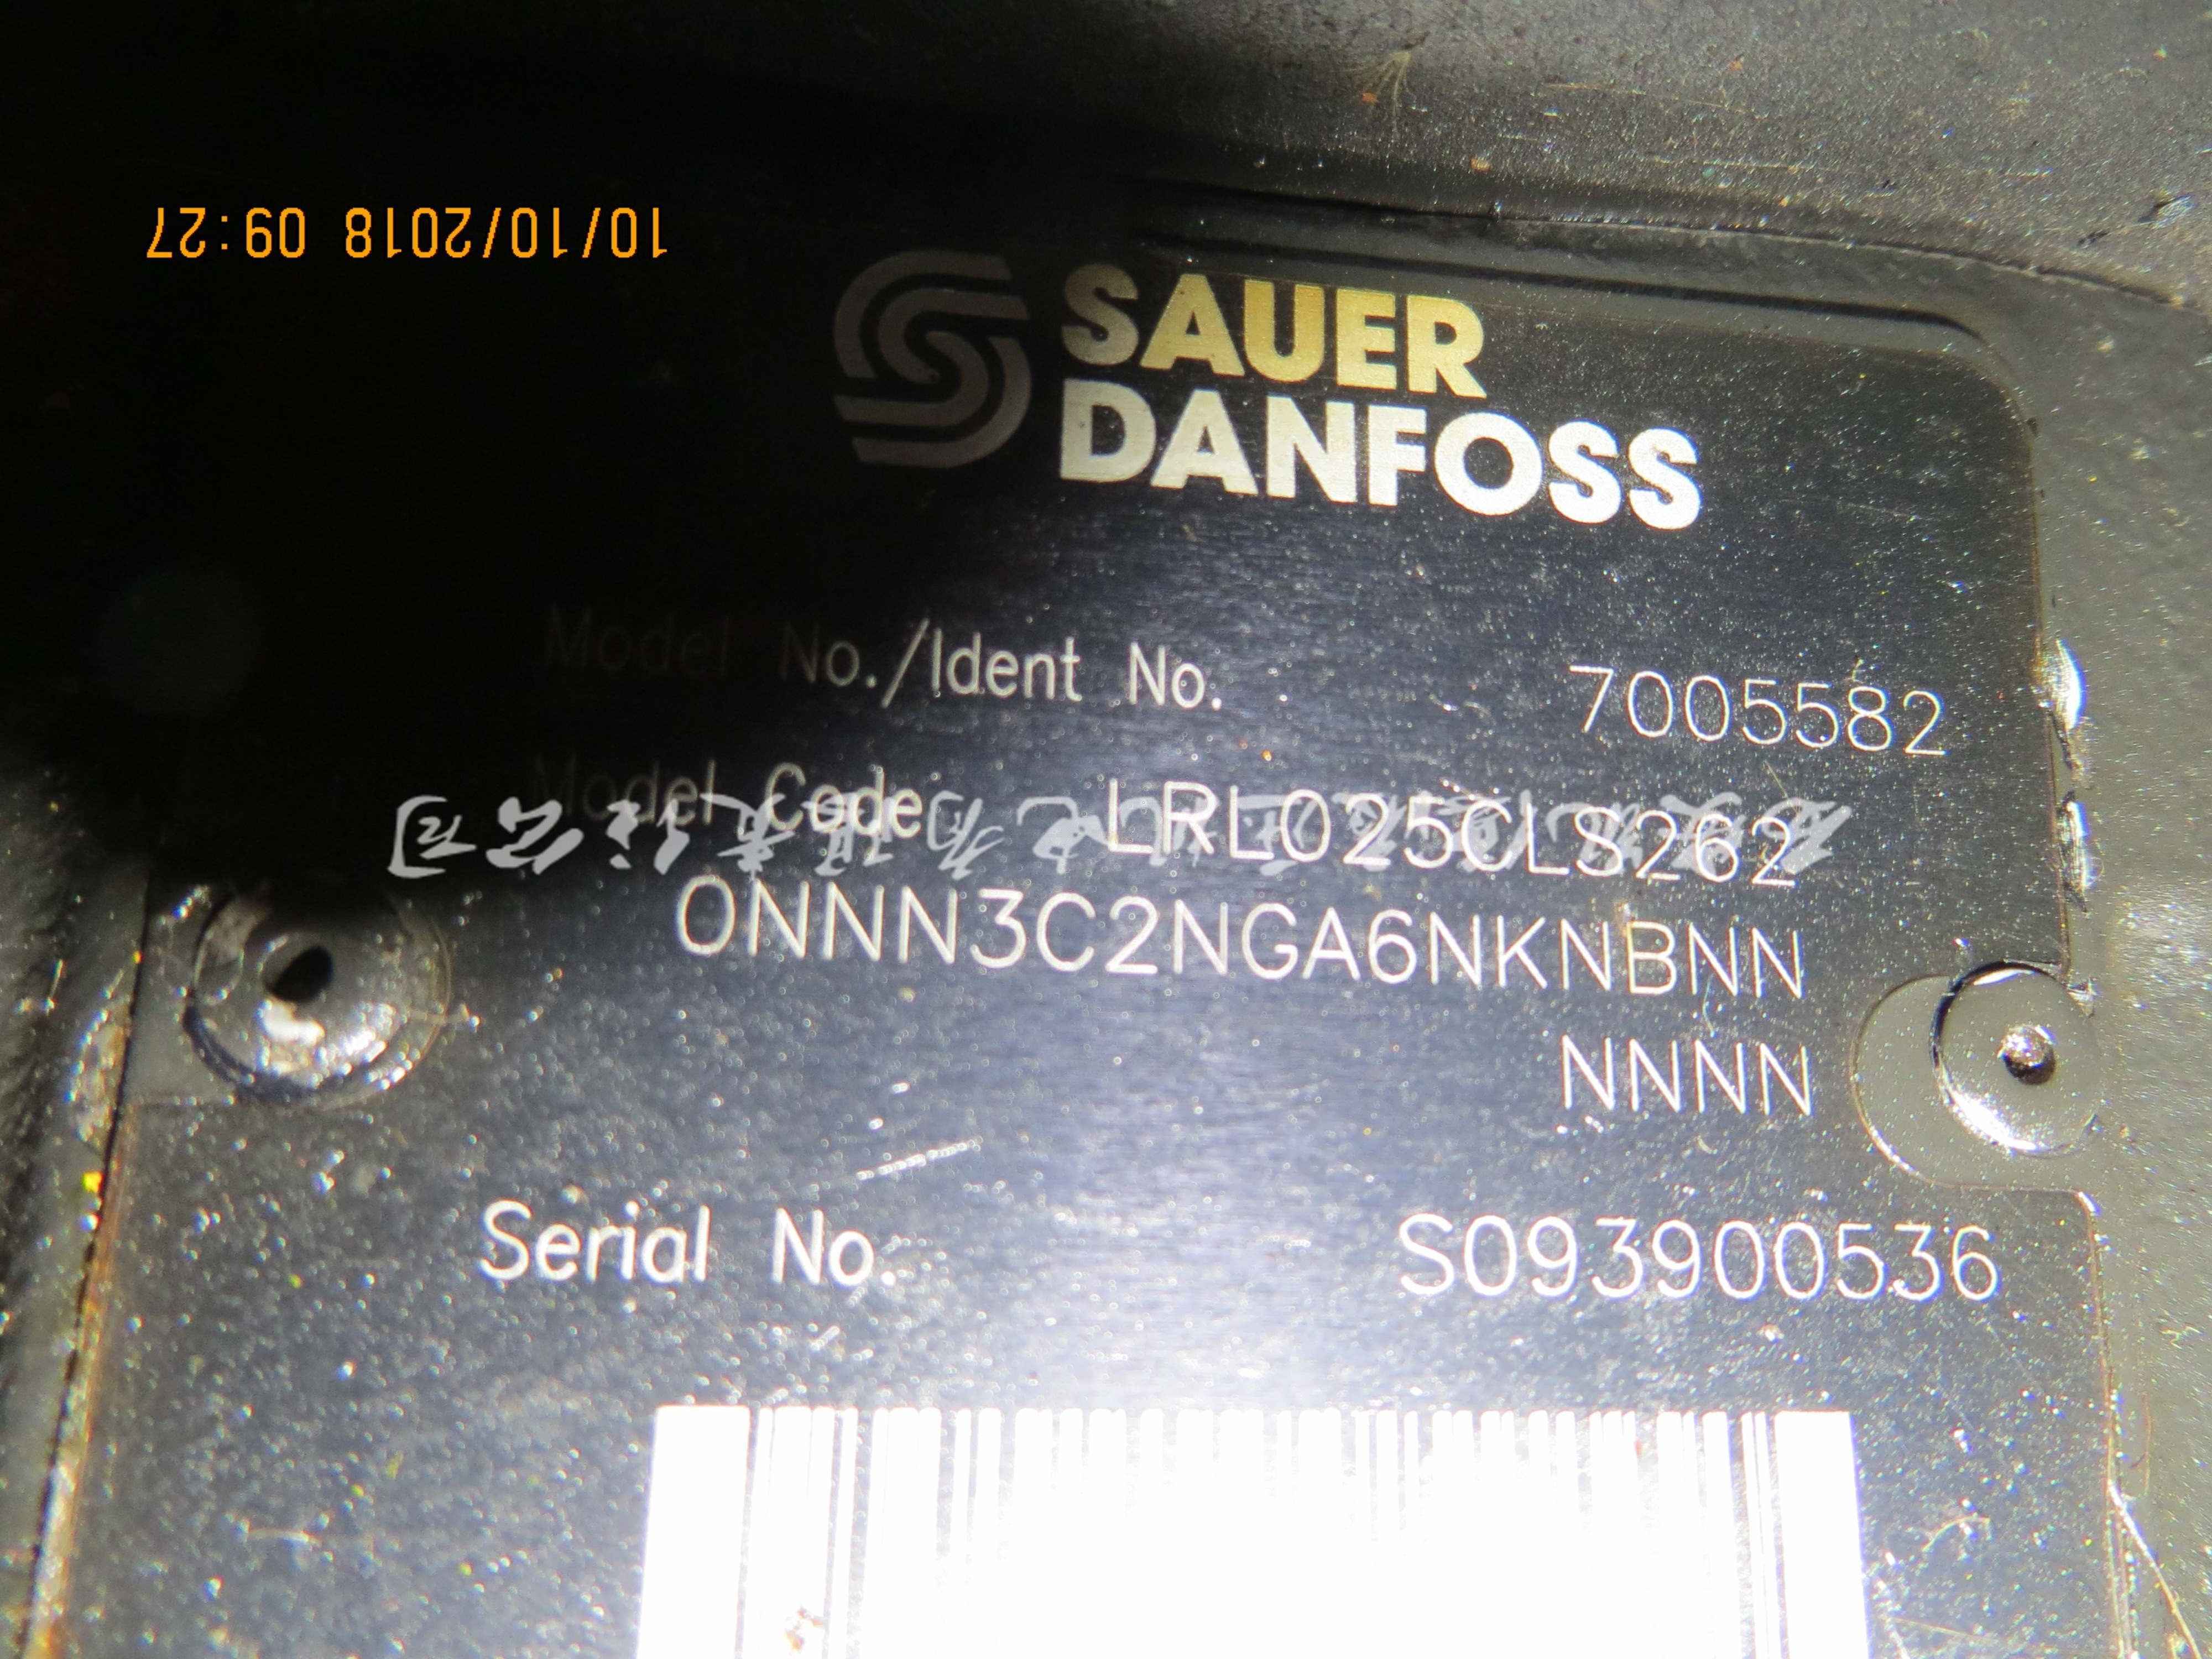 10/10/2018 09:27
SAUER
DANFOSS
Model No./Ident No. 7005582
Model Code LRL025CLS262
0NNN3C2NGA6NKNBNN
NNNN
Serial No. S093900536